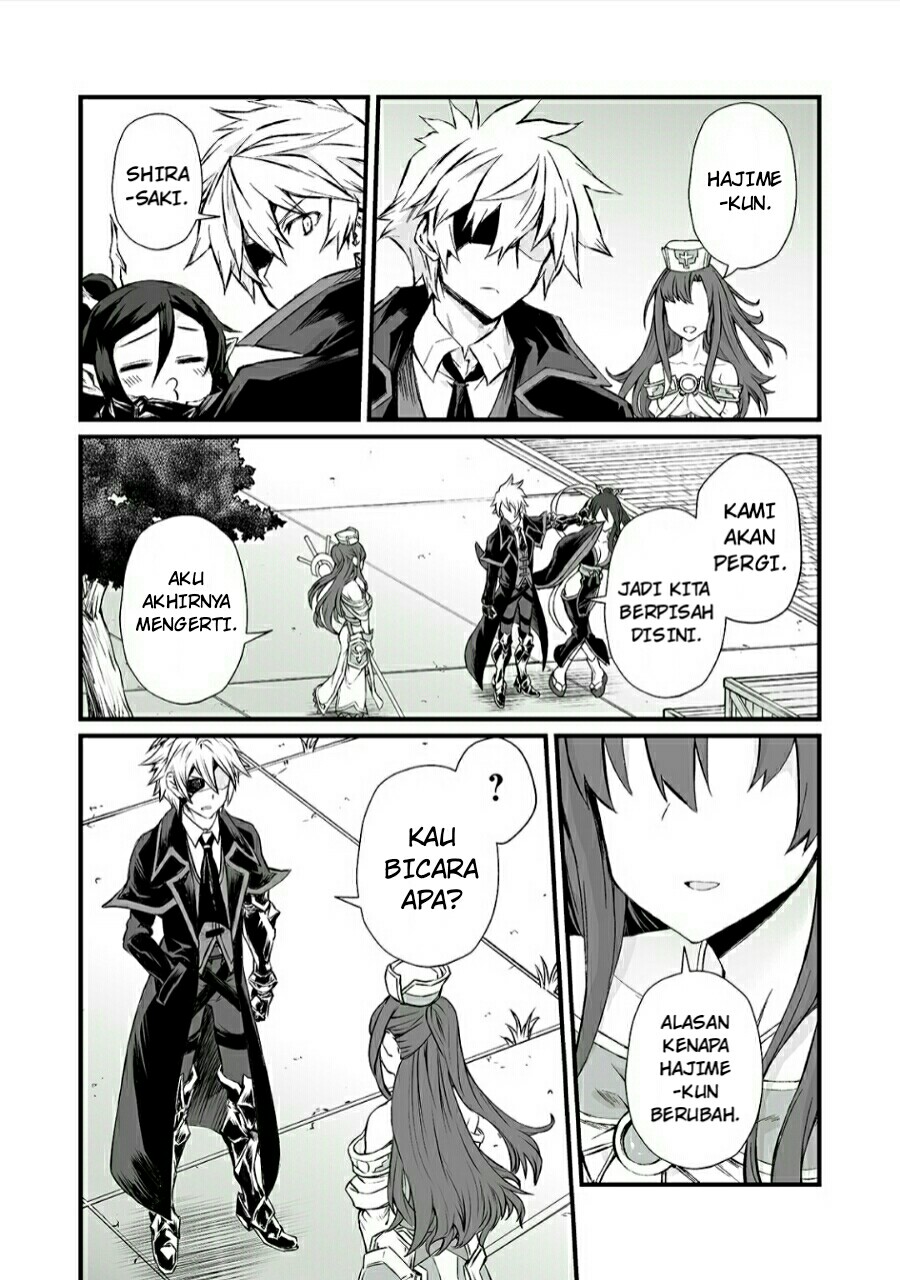 HAJIME
-KUN.
SHIRA
-SAKI.
KAMI
AKAN
PERGI.
JADI KITA
BERPISAH
DISINI.
AKU
AKHIRNYA
MENGERTI.
ALASAN
KENAPA
HAJIME
-KUN
BERUBAH.
?
KAU
BICARA
APA?